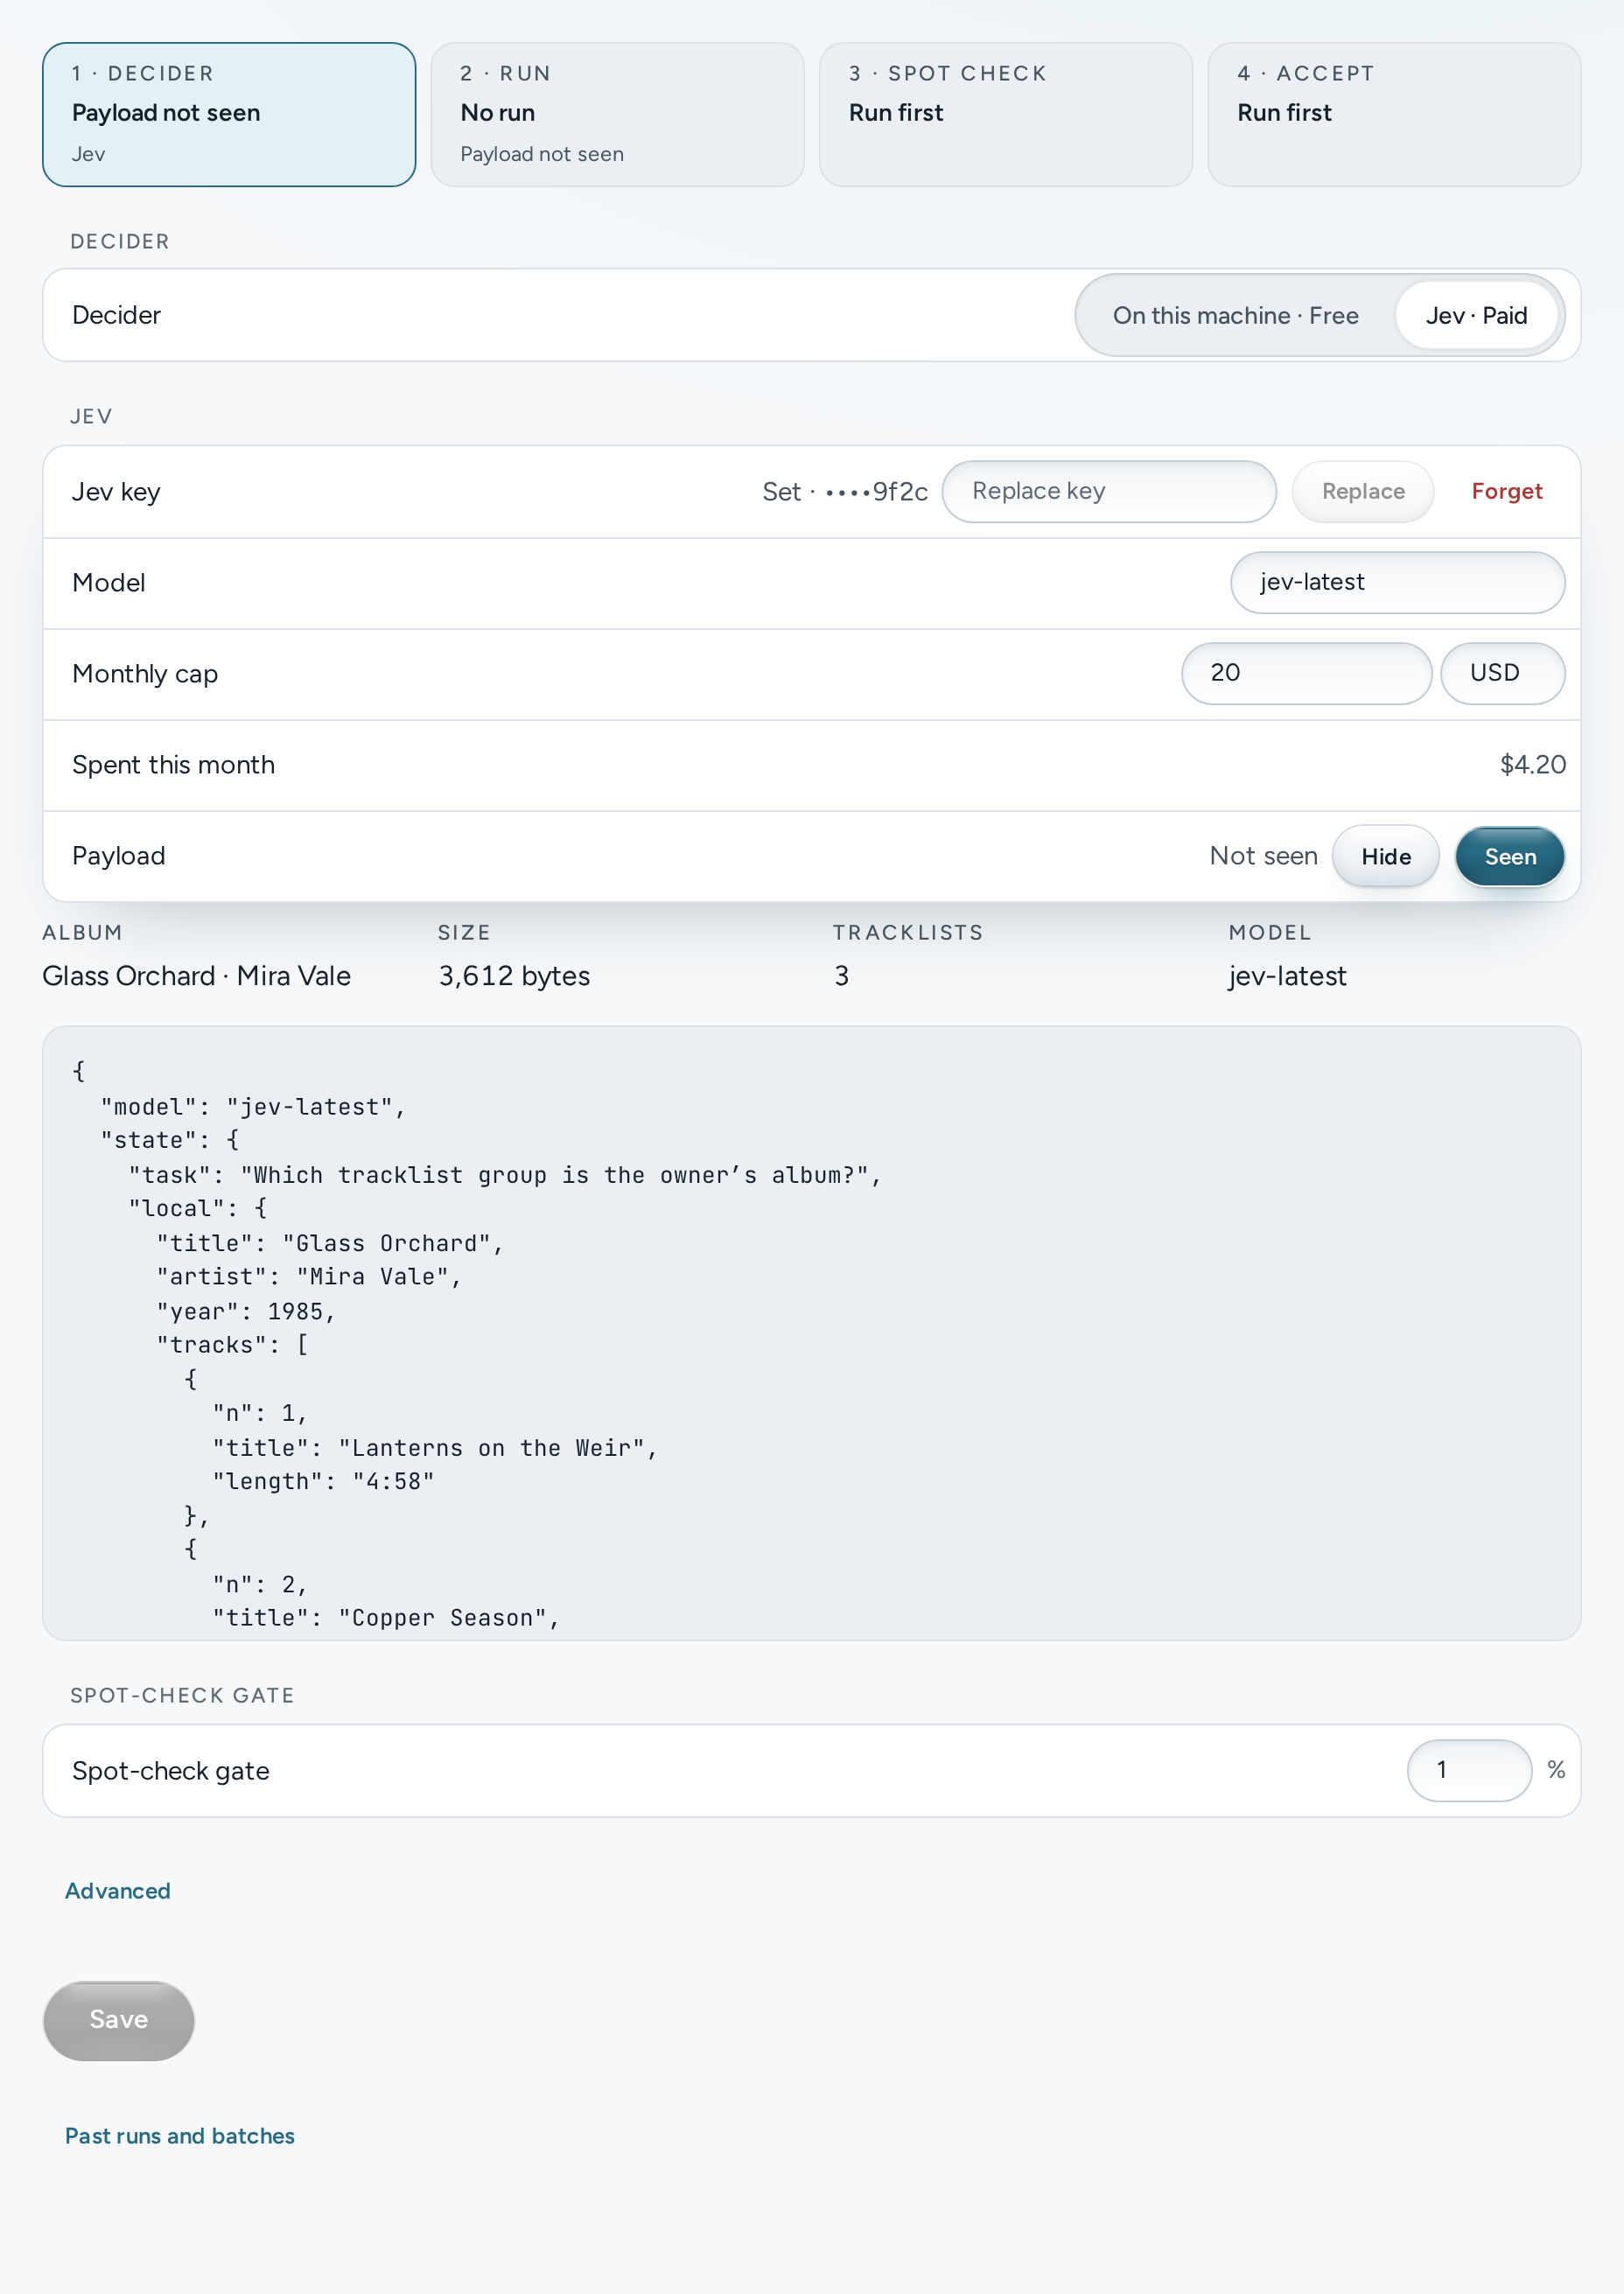 1 · DECIDER
Payload not seen
Jev
2 · RUN
No run
Payload not seen
3 · SPOT CHECK
Run first
4 · ACCEPT
Run first
DECIDER
Decider
On this machine · Free
Jev · Paid
JEV
Jev key
Set · ••••9f2c
Replace key
Replace
Forget
Model
jev-latest
Monthly cap
20
USD
Spent this month
$4.20
Payload
Not seen
Hide
Seen
ALBUM
Glass Orchard · Mira Vale
SIZE
3,612 bytes
TRACKLISTS
3
MODEL
jev-latest
{
  "model": "jev-latest",
  "state": {
    "task": "Which tracklist group is the owner’s album?",
    "local": {
      "title": "Glass Orchard",
      "artist": "Mira Vale",
      "year": 1985,
      "tracks": [
        {
          "n": 1,
          "title": "Lanterns on the Weir",
          "length": "4:58"
        },
        {
          "n": 2,
          "title": "Copper Season",
SPOT-CHECK GATE
Spot-check gate
1
%
Advanced
Save
Past runs and batches